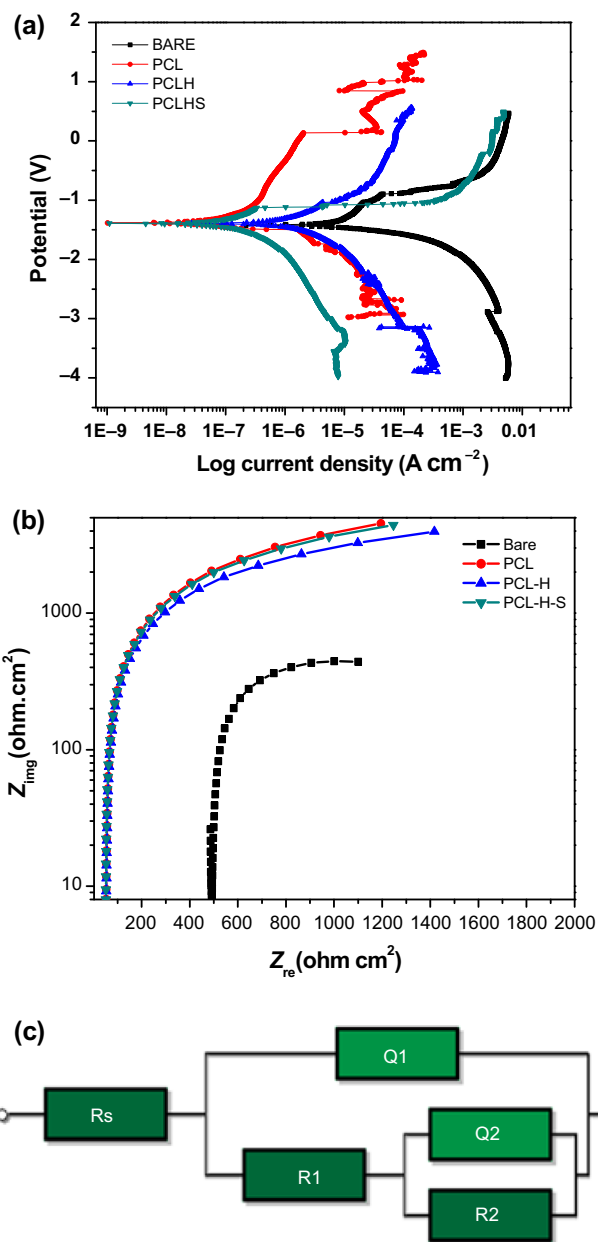 (a)
BARE
PCL
PCLH
PCLHS
2
1
0
–1
–2
–3
–4
Potential (V)
1E–9 1E–8 1E–7 1E–6 1E–5 1E–4 1E–3 0.01
Log current density (A cm⁻²)
(b)
Bare
PCL
PCL-H
PCL-H-S
1000
100
10
Zimg(ohm.cm²)
200 400 600 800 1000 1200 1400 1600 1800 2000
Zre(ohm cm²)
(c)
Q1
Rs
Q2
R1
R2